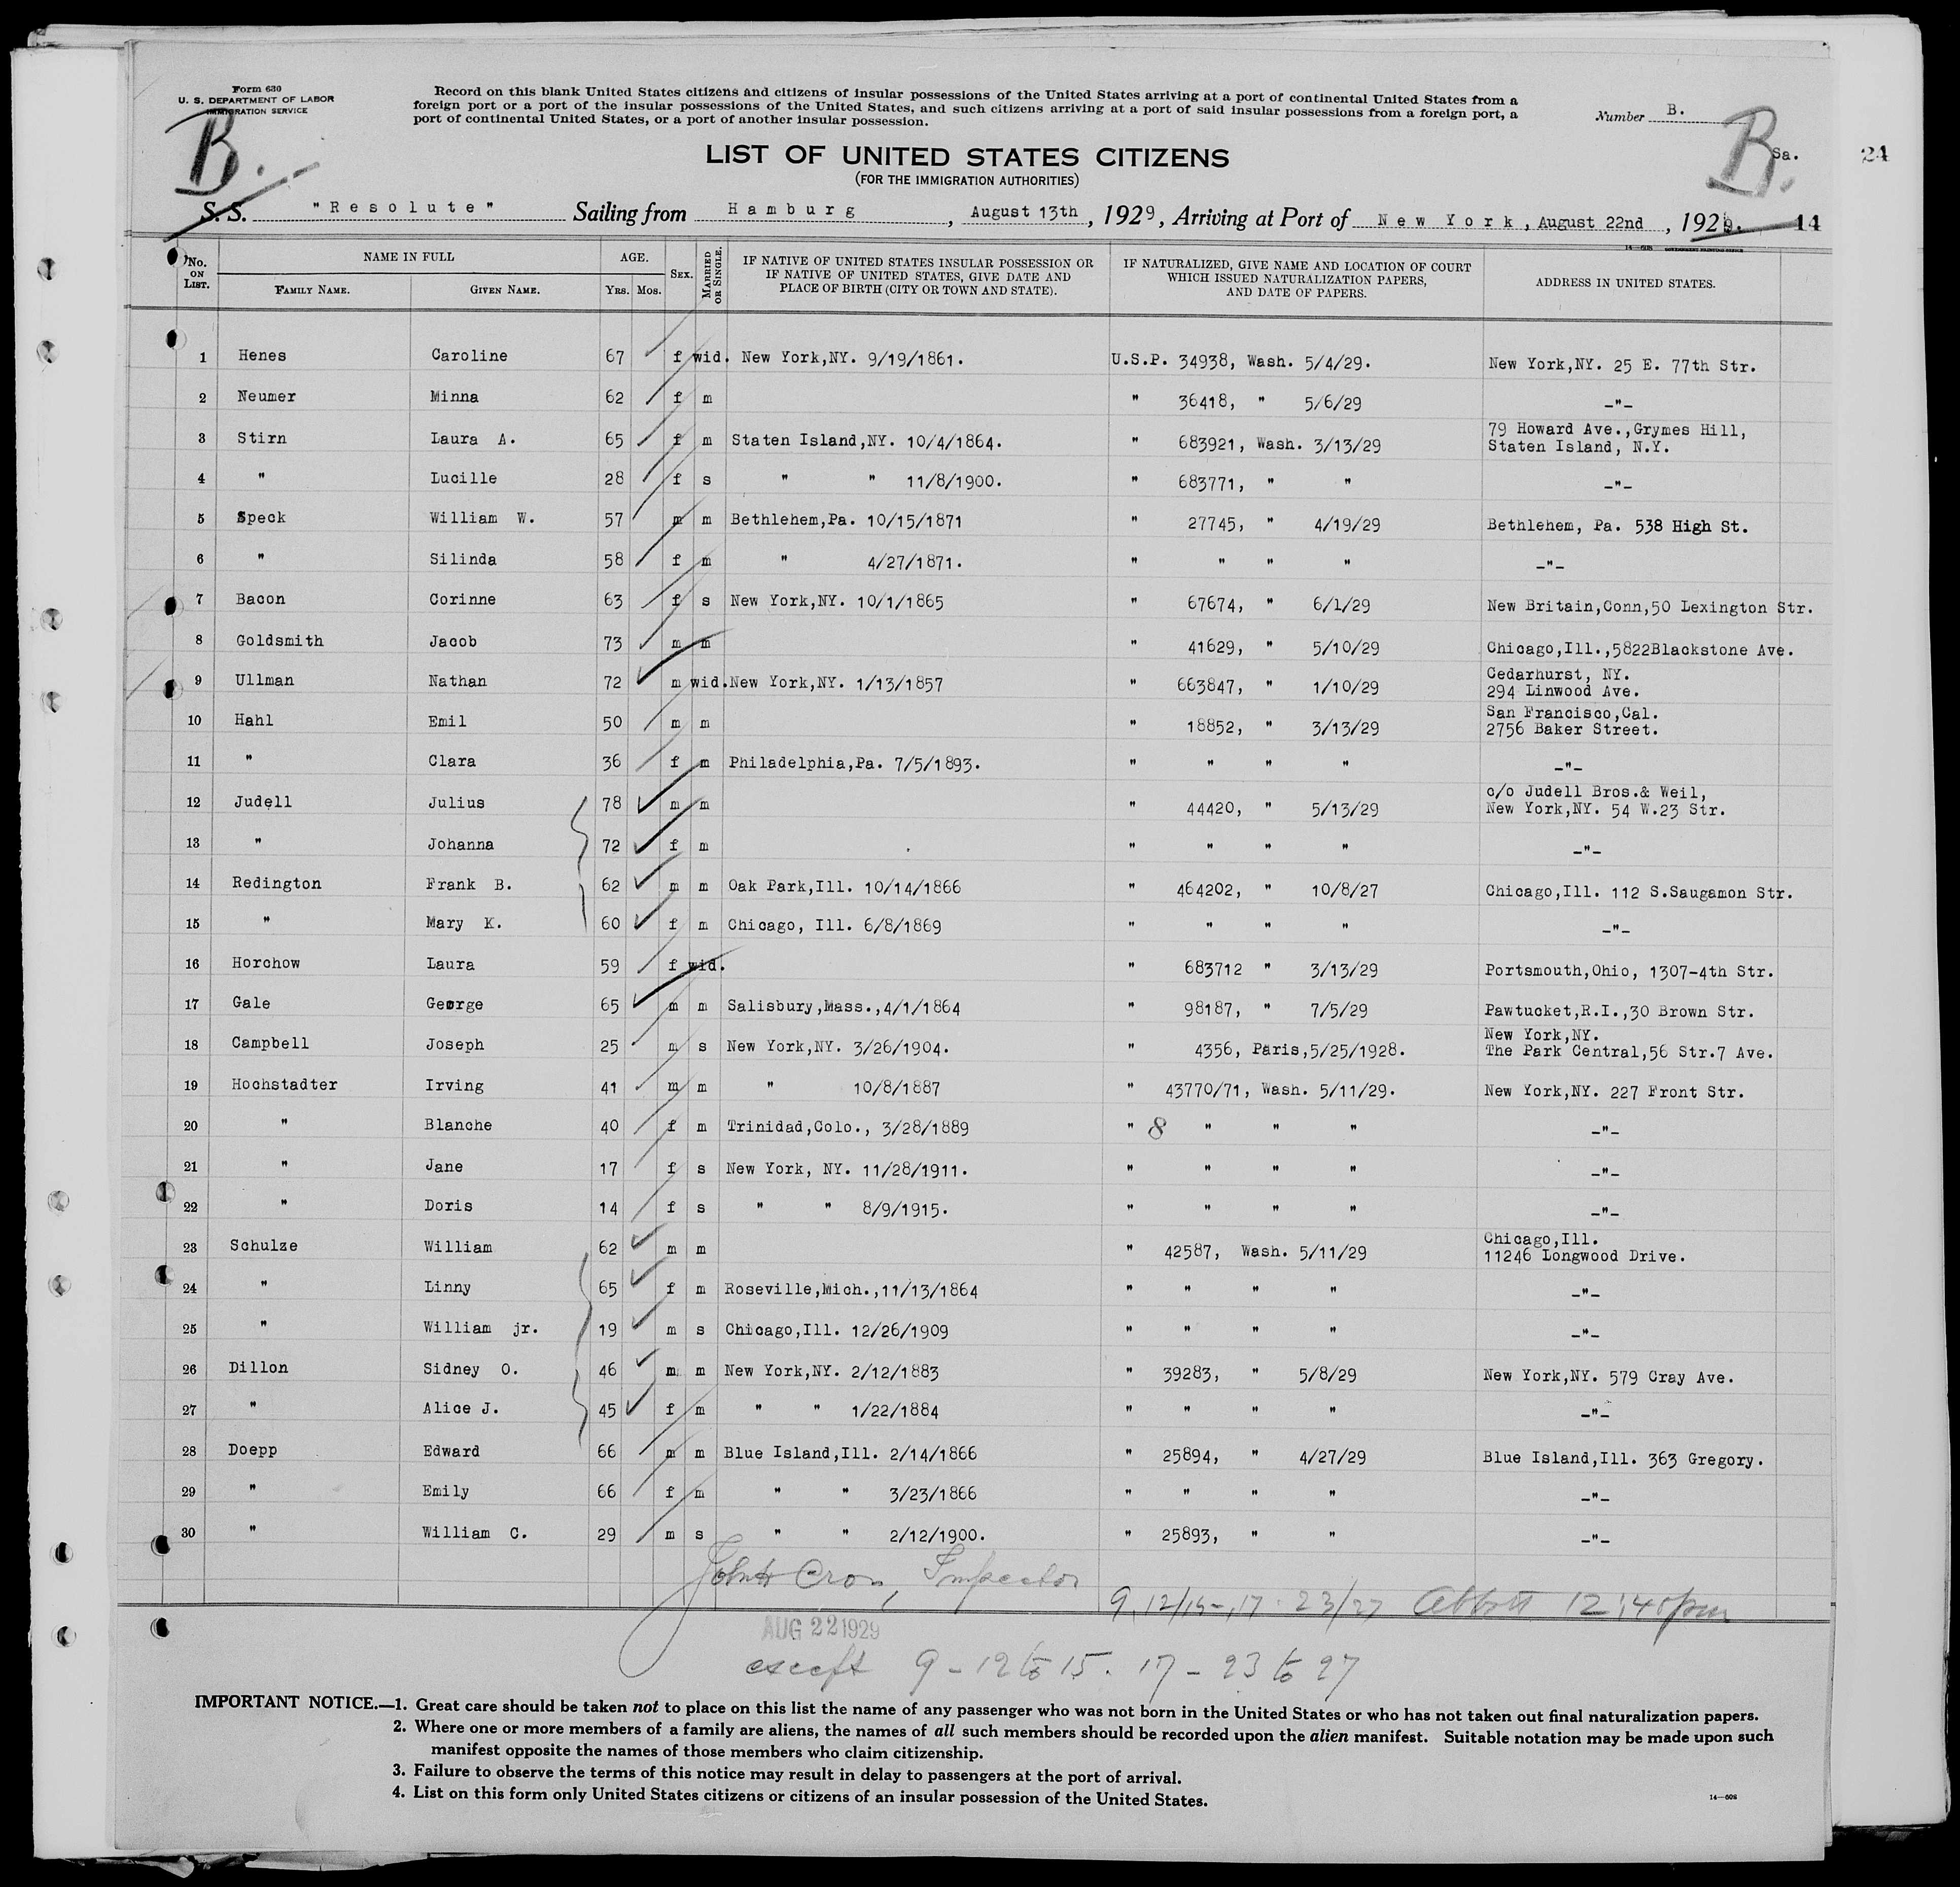 Form 630
U. S. DEPARTMENT OF LABOR
IMMIGRATION SERVICE
B.
Record on this blank United States citizens and citizens of insular possessions of the United States arriving at a port of continental United States from a
foreign port or a port of the insular possessions of the United States, and such citizens arriving at a port of said insular possessions from a foreign port, a
port of continental United States, or a port of another insular possession.
Number B.
B.
Sa.
24
LIST OF UNITED STATES CITIZENS
(FOR THE IMMIGRATION AUTHORITIES)
S. S. "Resolute" Sailing from Hamburg, August 13th, 1929, Arriving at Port of New York, August 22nd, 1929. 14
14—608 GOVERNMENT PRINTING OFFICE
No. ON LIST. NAME IN FULL FAMILY NAME. GIVEN NAME. AGE. YRS. MOS. SEX. MARRIED OR SINGLE. IF NATIVE OF UNITED STATES INSULAR POSSESSION OR IF NATIVE OF UNITED STATES, GIVE DATE AND PLACE OF BIRTH (CITY OR TOWN AND STATE). IF NATURALIZED, GIVE NAME AND LOCATION OF COURT WHICH ISSUED NATURALIZATION PAPERS, AND DATE OF PAPERS. ADDRESS IN UNITED STATES.
1 Henes Caroline 67 f wid. New York,NY. 9/19/1861. U.S.P. 34938, Wash. 5/4/29. New York,NY. 25 E. 77th Str.
2 Neumer Minna 62 f m " 36418, " 5/6/29 -"-
3 Stirn Laura A. 65 f m Staten Island,NY. 10/4/1864. " 683921, Wash. 3/13/29 79 Howard Ave.,Grymes Hill, Staten Island, N.Y.
4 " Lucille 28 f s " " 11/8/1900. " 683771, " " -"-
5 Speck William W. 57 m m Bethlehem,Pa. 10/15/1871 " 27745, " 4/19/29 Bethlehem, Pa. 538 High St.
6 " Silinda 58 f m " 4/27/1871. " " " " -"-
7 Bacon Corinne 63 f s New York,NY. 10/1/1865 " 67674, " 6/1/29 New Britain,Conn,50 Lexington Str.
8 Goldsmith Jacob 73 m m " 41629, " 5/10/29 Chicago,Ill.,5822Blackstone Ave.
9 Ullman Nathan 72 m wid. New York,NY. 1/13/1857 " 663847, " 1/10/29 Cedarhurst, NY. 294 Linwood Ave.
10 Hahl Emil 50 m m " 18852, " 3/13/29 San Francisco,Cal. 2756 Baker Street.
11 " Clara 36 f m Philadelphia,Pa. 7/5/1893. " " " " -"-
12 Judell Julius 78 m m " 44420, " 5/13/29 c/o Judell Bros.& Weil, New York,NY. 54 W.23 Str.
13 " Johanna 72 f m " " " " -"-
14 Redington Frank B. 62 m m Oak Park,Ill. 10/14/1866 " 464202, " 10/8/27 Chicago,Ill. 112 S.Saugamon Str.
15 " Mary K. 60 f m Chicago, Ill. 6/8/1869 " " " " -"-
16 Horchow Laura 59 f wid. " 683712 " 3/13/29 Portsmouth,Ohio, 1307-4th Str.
17 Gale George 65 m m Salisbury,Mass.,4/1/1864 " 98187, " 7/5/29 Pawtucket,R.I.,30 Brown Str.
18 Campbell Joseph 25 m s New York,NY. 3/26/1904. " 4356, Paris,5/25/1928. New York,NY. The Park Central,56 Str.7 Ave.
19 Hochstadter Irving 41 m m " 10/8/1887 " 43770/71, Wash. 5/11/29. New York,NY. 227 Front Str.
20 " Blanche 40 f m Trinidad,Colo., 3/28/1889 " 8 " " " -"-
21 " Jane 17 f s New York, NY. 11/28/1911. " " " " -"-
22 " Doris 14 f s " " 8/9/1915. " " " " -"-
23 Schulze William 62 m m " 42587, Wash. 5/11/29 Chicago,Ill. 11246 Longwood Drive.
24 " Linny 65 f m Roseville,Mich.,11/13/1864 " " " " -"-
25 " William jr. 19 m s Chicago,Ill. 12/26/1909 " " " " -"-
26 Dillon Sidney O. 46 m m New York,NY. 2/12/1883 " 39283, " 5/8/29 New York,NY. 579 Cray Ave.
27 " Alice J. 45 f m " " 1/22/1884 " " " " -"-
28 Doepp Edward 66 m m Blue Island,Ill. 2/14/1866 " 25894, " 4/27/29 Blue Island,Ill. 363 Gregory.
29 " Emily 66 f m " " 3/23/1866 " " " " -"-
30 " William C. 29 m s " " 2/12/1900. " 25893, " " -"-
John Cron, Inspector
9, 12/15-, 17 · 23/27 Abbott 12:40pm
AUG 22 1929
except 9 - 12 to 15. 17 - 23 to 27
IMPORTANT NOTICE.—1. Great care should be taken not to place on this list the name of any passenger who was not born in the United States or who has not taken out final naturalization papers.
2. Where one or more members of a family are aliens, the names of all such members should be recorded upon the alien manifest. Suitable notation may be made upon such
manifest opposite the names of those members who claim citizenship.
3. Failure to observe the terms of this notice may result in delay to passengers at the port of arrival.
4. List on this form only United States citizens or citizens of an insular possession of the United States.
14—608